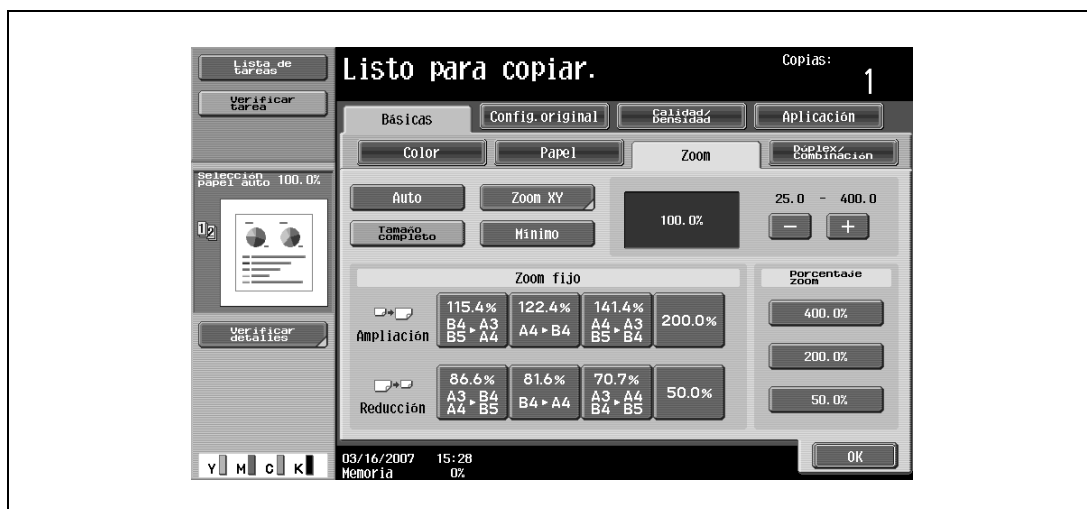 Lista de
tareas
Verificar
tarea
Selección
papel auto 100.0%
1 2
Verificar
detalles
Y M C K
Listo para copiar.
Copias:
1
Básicas
Config.original
Calidad/
Densidad
Aplicación
Color
Papel
Zoom
Dúplex/
Combinación
Auto
Zoom XY
100.0%
25.0 - 400.0
Tamaño
completo
Mínimo
− +
Zoom fijo
Porcentaje
zoom
Ampliación
115.4%
B4 ▸ A3
B5 ▸ A4
122.4%
A4 ▸ B4
141.4%
A4 ▸ A3
B5 ▸ B4
200.0%
400.0%
200.0%
50.0%
Reducción
86.6%
A3 ▸ B4
A4 ▸ B5
81.6%
B4 ▸ A4
70.7%
A3 ▸ A4
B4 ▸ B5
50.0%
03/16/2007 15:28
Memoria 0%
OK